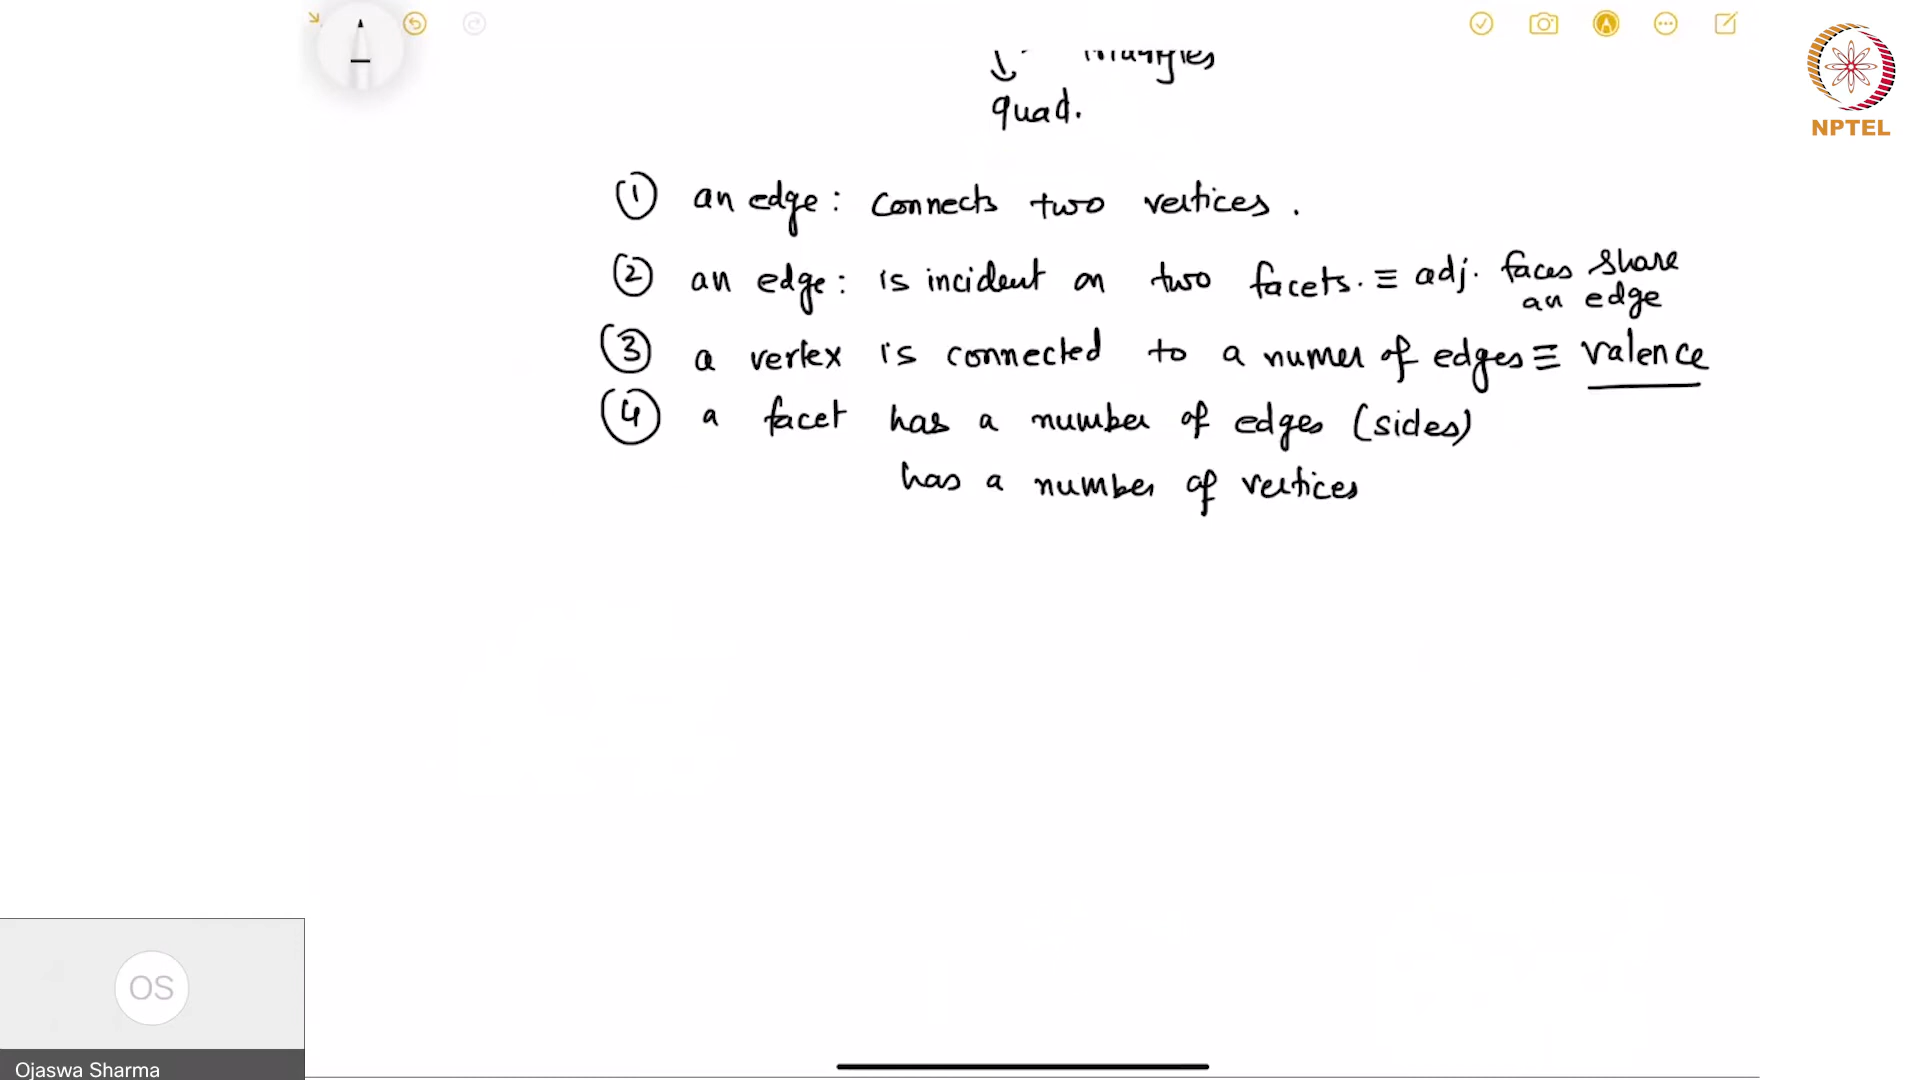 quad.
NPTEL
① an edge: connects two vertices.
② an edge: is incident on two facets. ≡ adj. faces share
an edge
③ a vertex is connected to a numer of edges ≡ valence
④ a facet has a number of edges (sides)
has a number of vertices
OS
Ojaswa Sharma